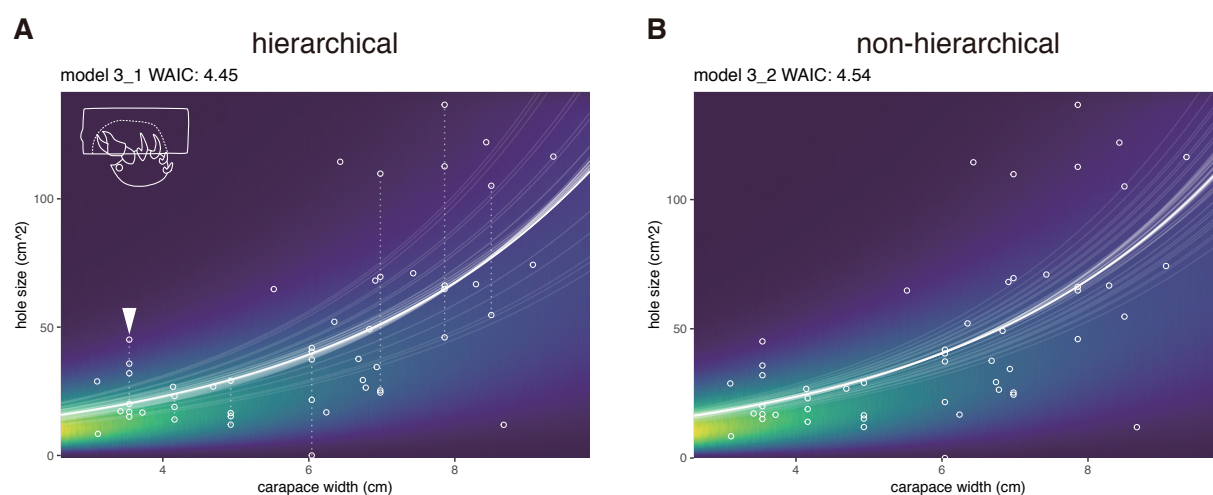 A
hierarchical
model 3_1 WAIC: 4.45
hole size (cm^2)
100
50
0
4
6
8
carapace width (cm)
B
non-hierarchical
model 3_2 WAIC: 4.54
hole size (cm^2)
100
50
0
4
6
8
carapace width (cm)